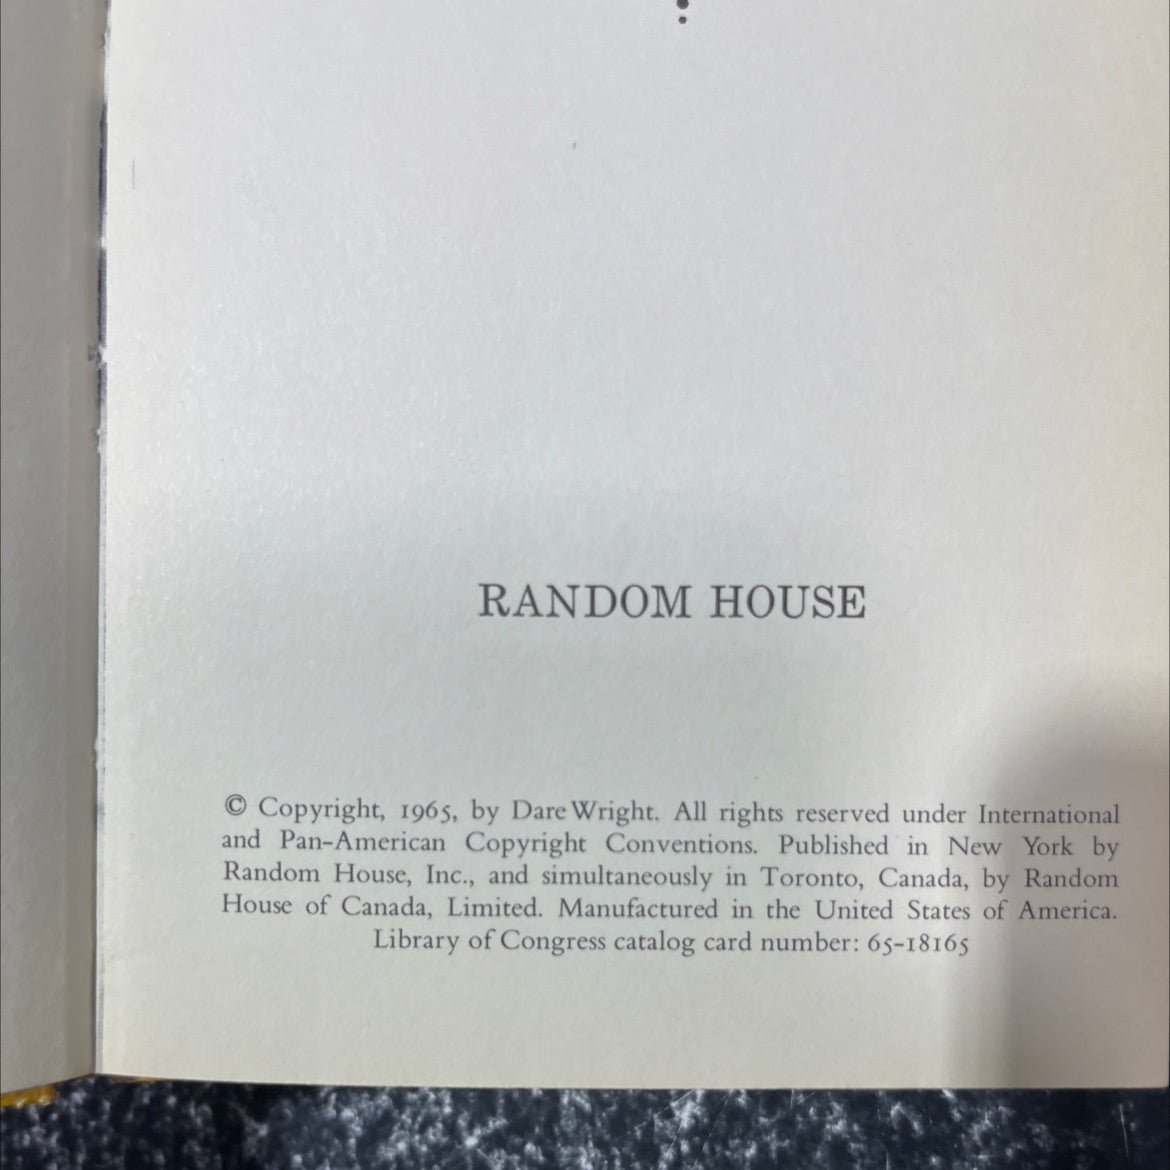 RANDOM HOUSE
© Copyright, 1965, by Dare Wright. All rights reserved under International
and Pan-American Copyright Conventions. Published in New York by
Random House, Inc., and simultaneously in Toronto, Canada, by Random
House of Canada, Limited. Manufactured in the United States of America.
Library of Congress catalog card number: 65-18165